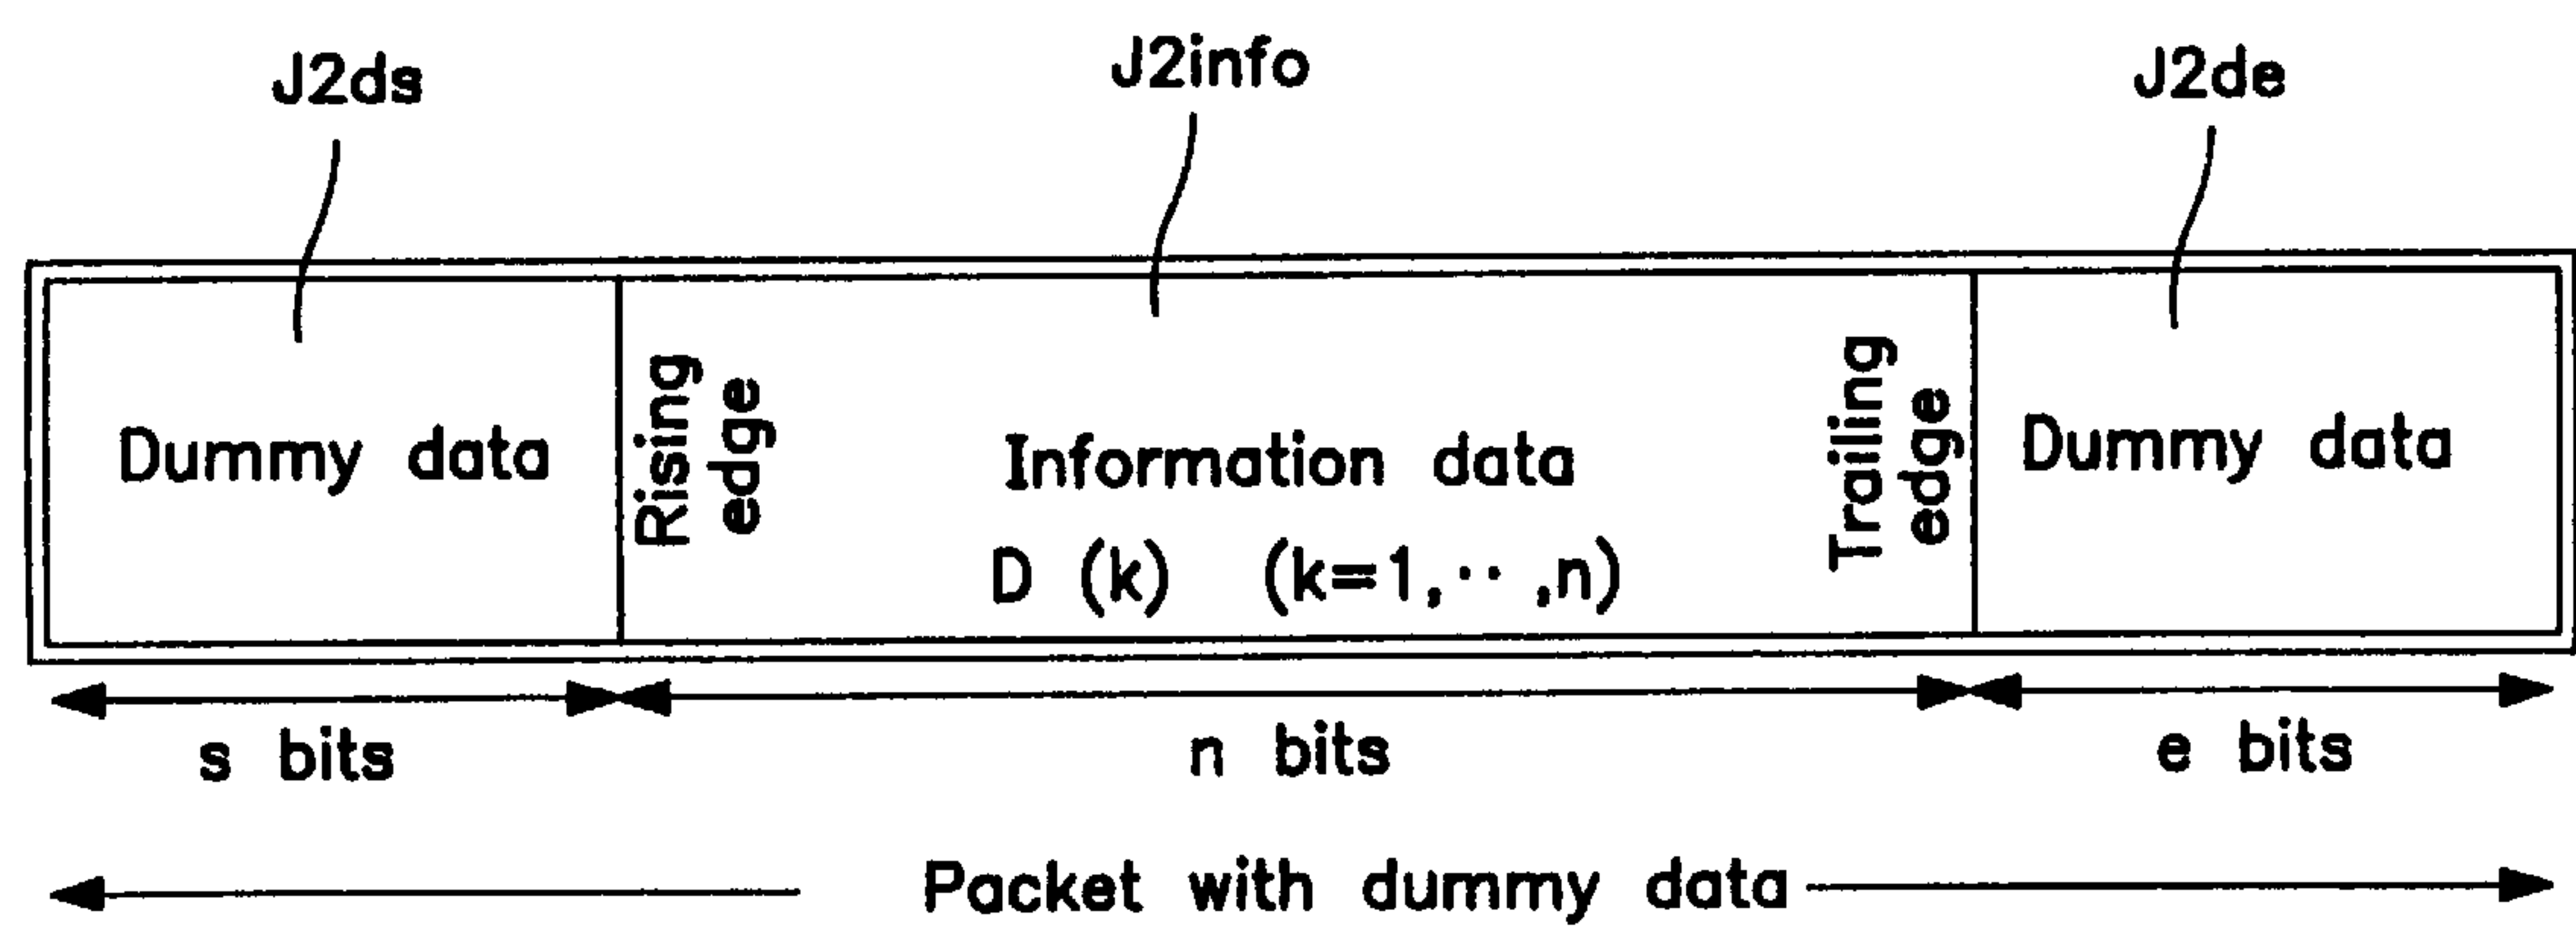 J2ds
J2info
J2de
Dummy data
Rising
edge
Information data
D (k) (k=1,·· ,n)
Trailing
edge
Dummy data
s bits
n bits
e bits
Packet with dummy data